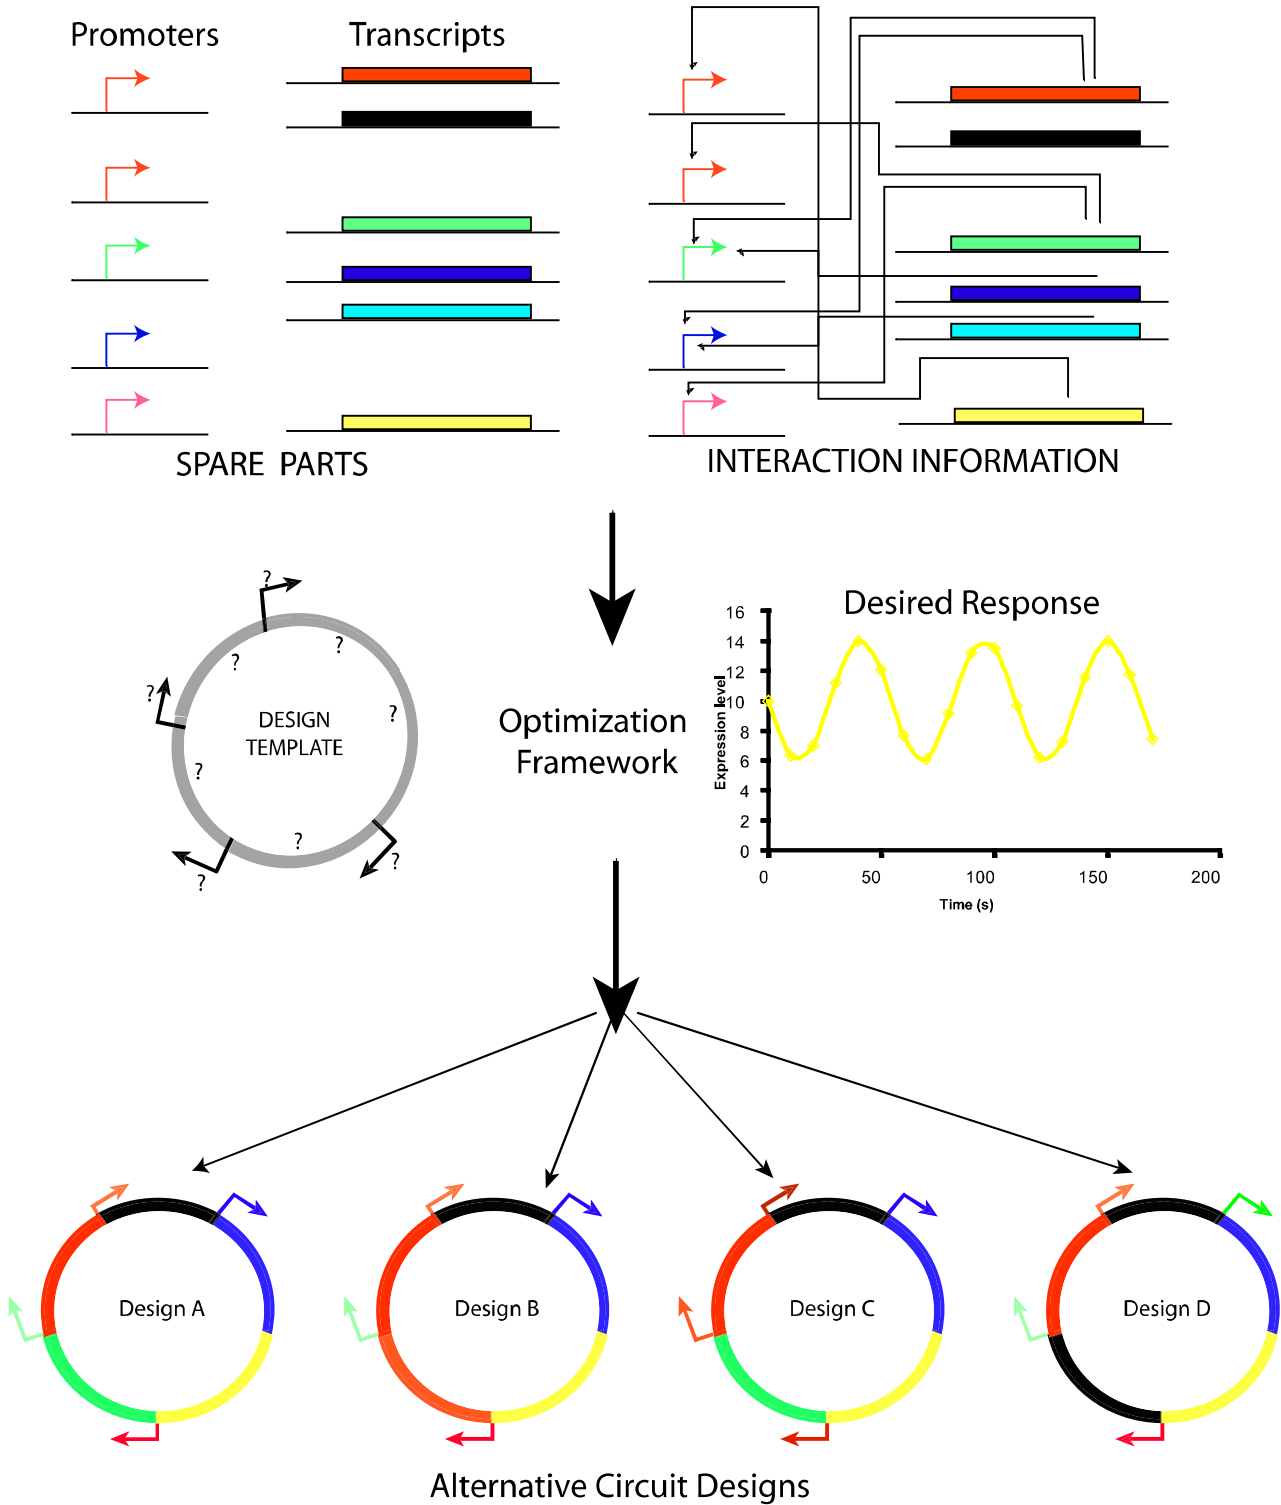 Promoters
Transcripts
SPARE PARTS
INTERACTION INFORMATION
?
?
?
?
?
DESIGN
TEMPLATE
?
?
?
?
Optimization
Framework
Desired Response
16
14
12
10
8
6
4
2
0
Expression level
0
50
100
150
200
Time (s)
Design A
Design B
Design C
Design D
Alternative Circuit Designs